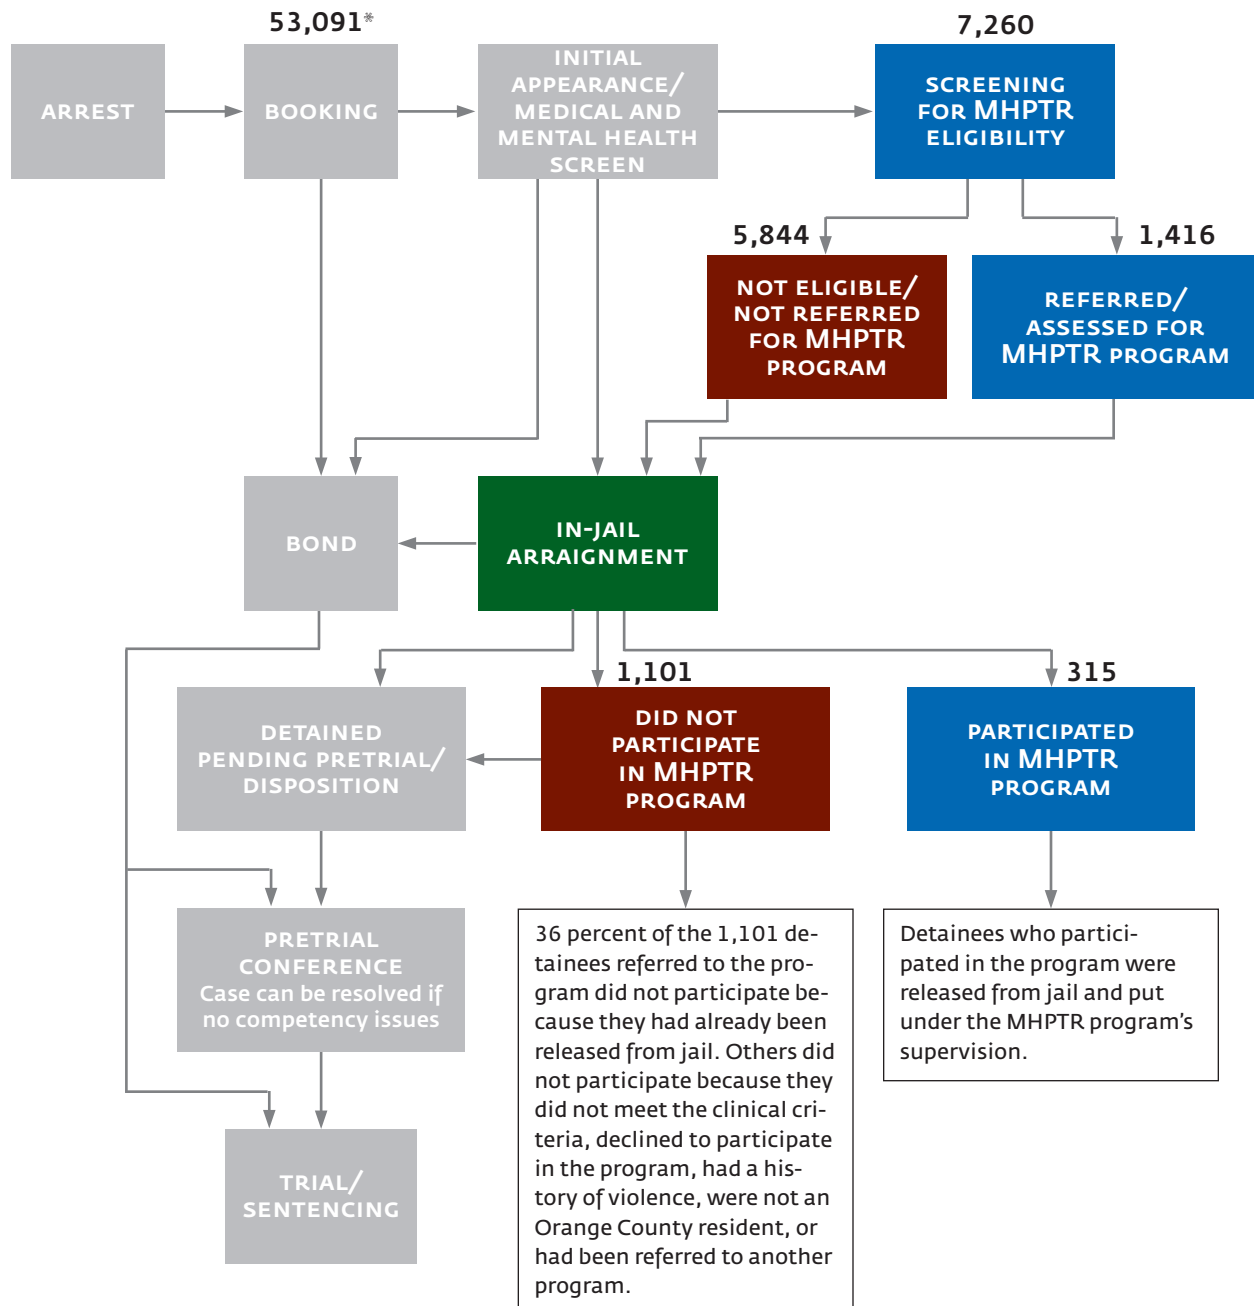 53,091*
7,260
ARREST
BOOKING
INITIAL
APPEARANCE/
MEDICAL AND
MENTAL HEALTH
SCREEN
SCREENING
FOR MHPTR
ELIGIBILITY
5,844
1,416
NOT ELIGIBLE/
NOT REFERRED
FOR MHPTR
PROGRAM
REFERRED/
ASSESSED FOR
MHPTR PROGRAM
BOND
IN-JAIL
ARRAIGNMENT
1,101
315
DETAINED
PENDING PRETRIAL/
DISPOSITION
DID NOT
PARTICIPATE
IN MHPTR
PROGRAM
PARTICIPATED
IN MHPTR
PROGRAM
PRETRIAL
CONFERENCE
Case can be resolved if
no competency issues
36 percent of the 1,101 de-
tainees referred to the pro-
gram did not participate be-
cause they had already been
released from jail. Others did
not participate because they
did not meet the clinical cri-
teria, declined to participate
in the program, had a his-
tory of violence, were not an
Orange County resident, or
had been referred to another
program.
Detainees who partici-
pated in the program were
released from jail and put
under the MHPTR program's
supervision.
TRIAL/
SENTENCING